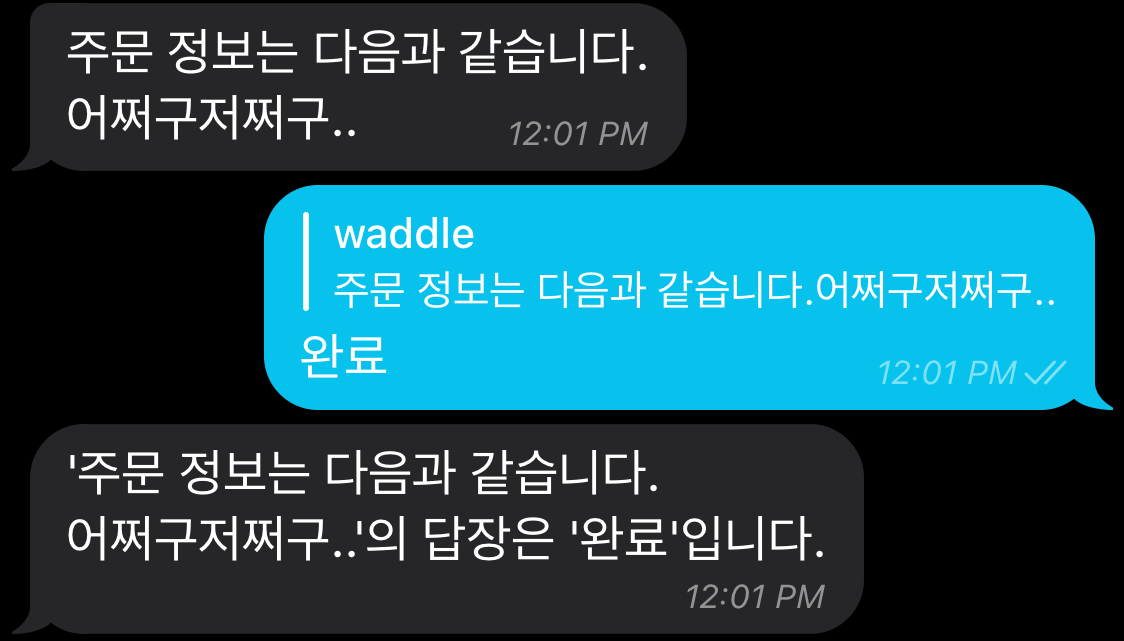 주문 정보는 다음과 같습니다.
어쩌구저쩌구..
12:01 PM
waddle
주문 정보는 다음과 같습니다.어쩌구저쩌구..
완료
12:01 PM
'주문 정보는 다음과 같습니다.
어쩌구저쩌구..'의 답장은 '완료'입니다.
12:01 PM